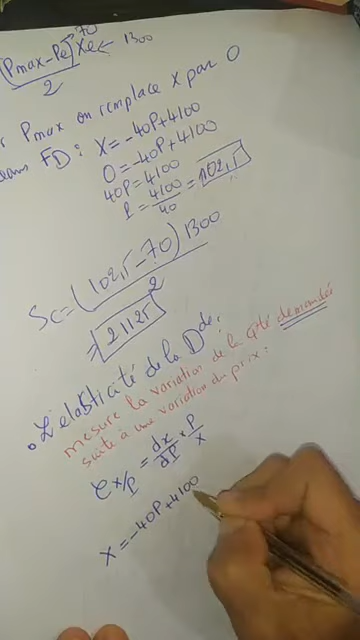 (Pmax-Pe)Xe
70
1300
2
Pmax on remplace X par 0
dans FD: X=-40P+4100
0=-40P+4100
40P=4100
P=4100/40=102,5
SC=(102,5-70)1300
2
=21125
• L'élasticité de la Dde:
mesure la variation de la qté demandée
suite à une variation du prix:
eX/P=dx/dP*P/X
X=-40P+4100